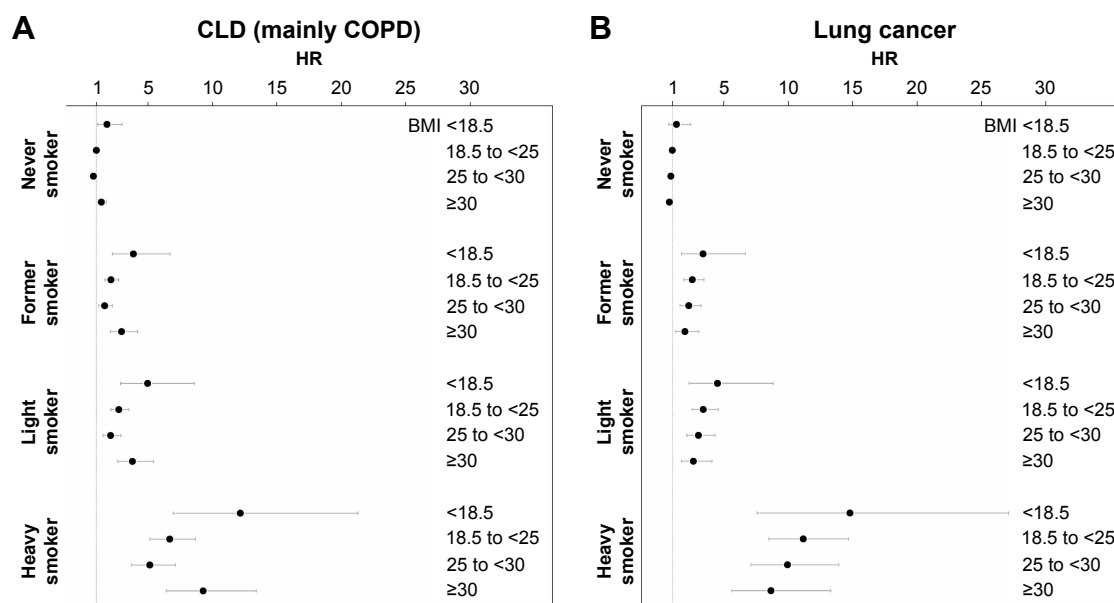 A CLD (mainly COPD)
HR
1 5 10 15 20 25 30
Never smoker
BMI <18.5
18.5 to <25
25 to <30
≥30
Former smoker
<18.5
18.5 to <25
25 to <30
≥30
Light smoker
<18.5
18.5 to <25
25 to <30
≥30
Heavy smoker
<18.5
18.5 to <25
25 to <30
≥30
B Lung cancer
HR
1 5 10 15 20 25 30
Never smoker
BMI <18.5
18.5 to <25
25 to <30
≥30
Former smoker
<18.5
18.5 to <25
25 to <30
≥30
Light smoker
<18.5
18.5 to <25
25 to <30
≥30
Heavy smoker
<18.5
18.5 to <25
25 to <30
≥30